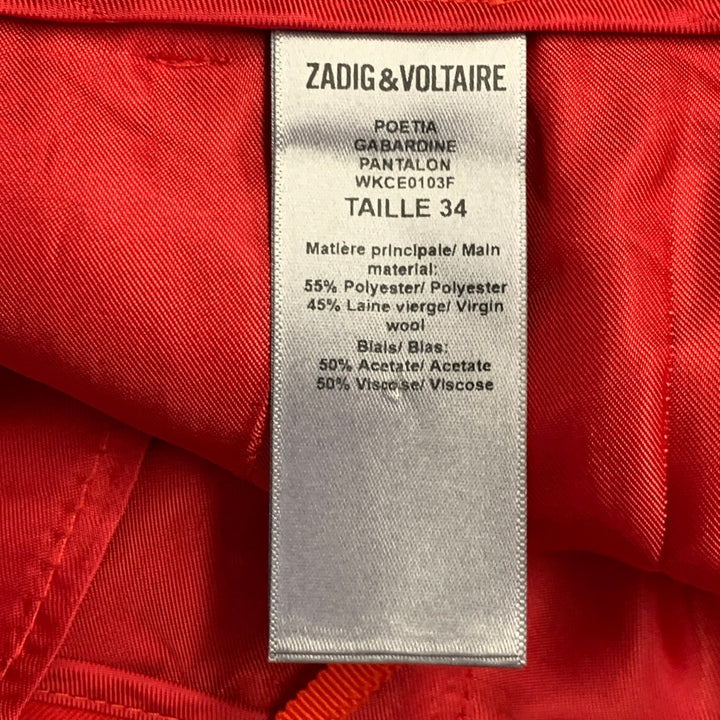 ZADIG&VOLTAIRE
POETIA
GABARDINE
PANTALON
WKCE0103F
TAILLE 34
Matière principale/ Main
material:
55% Polyester/ Polyester
45% Laine vierge/ Virgin
wool
Biais/ Bias:
50% Acetate/ Acetate
50% Viscose/ Viscose